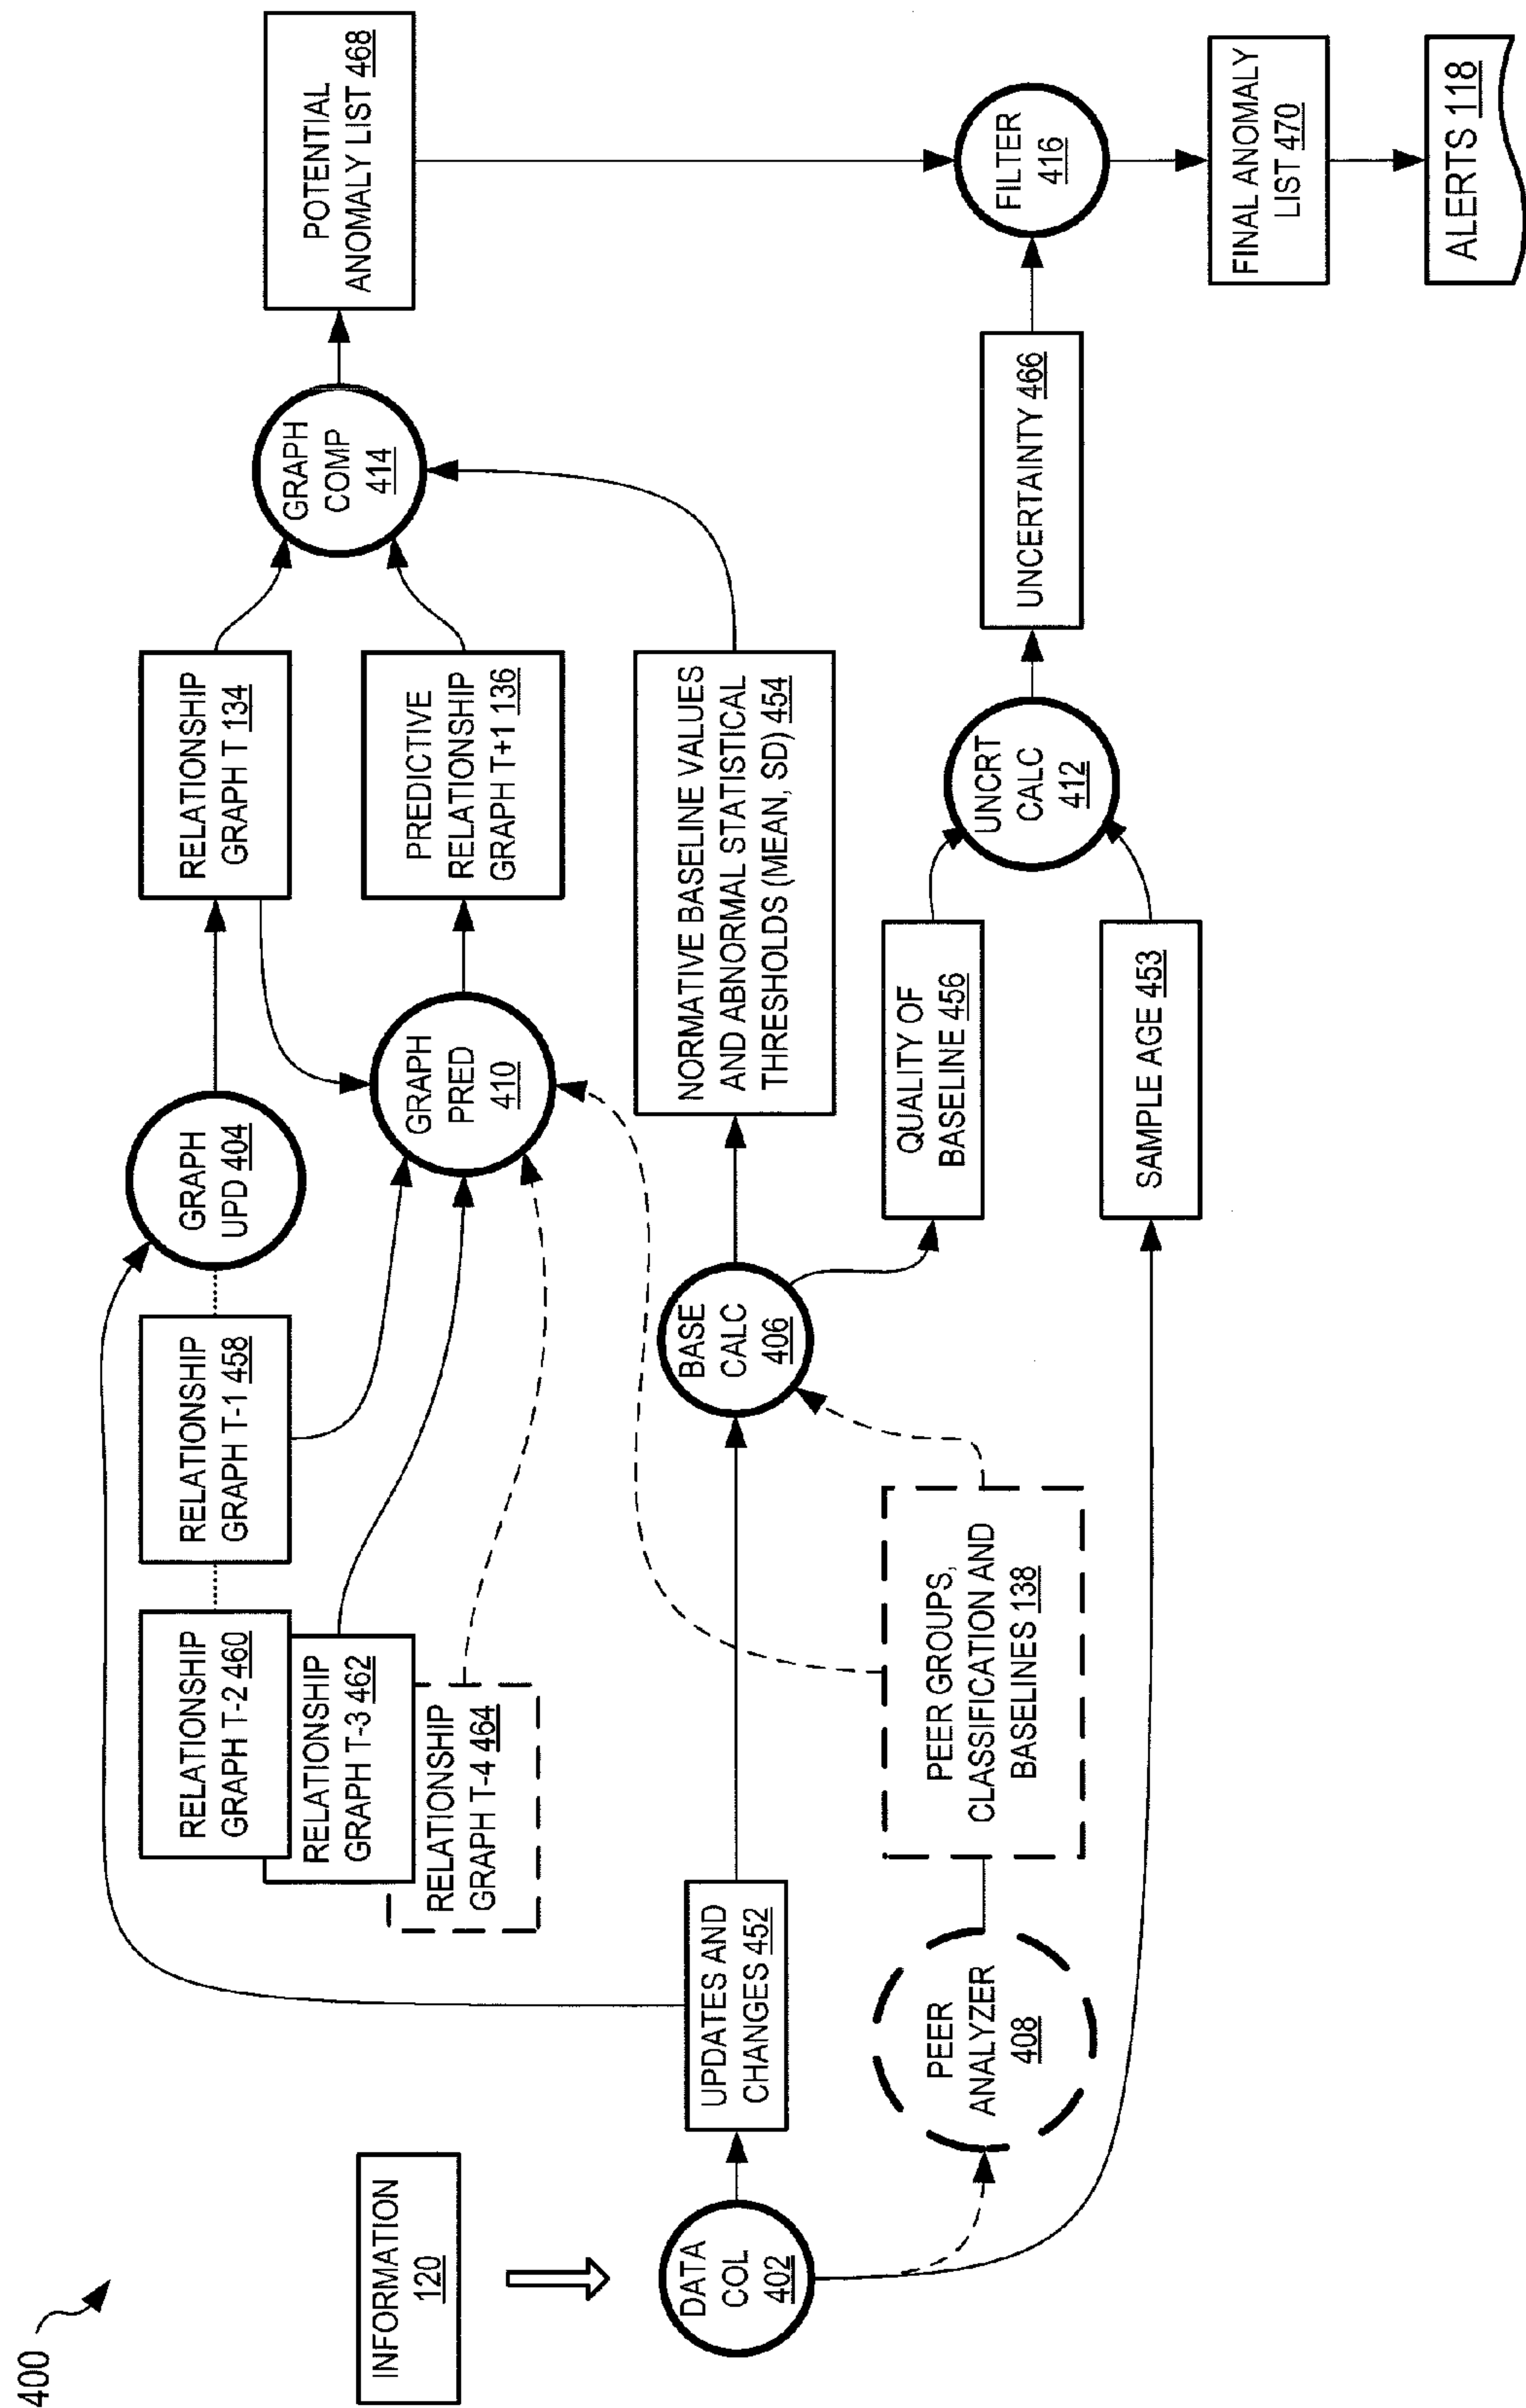 400
INFORMATION
120
DATA
COL
402
UPDATES AND
CHANGES 452
PEER
ANALYZER
408
RELATIONSHIP
GRAPH T-2 460
RELATIONSHIP
GRAPH T-3 462
RELATIONSHIP
GRAPH T-4 464
PEER GROUPS,
CLASSIFICATION AND
BASELINES 138
RELATIONSHIP
GRAPH T-1 458
BASE
CALC
406
GRAPH
UPD 404
GRAPH
PRED
410
QUALITY OF
BASELINE 456
SAMPLE AGE 453
RELATIONSHIP
GRAPH T 134
PREDICTIVE
RELATIONSHIP
GRAPH T+1 136
NORMATIVE BASELINE VALUES
AND ABNORMAL STATISTICAL
THRESHOLDS (MEAN, SD) 454
UNCRT
CALC
412
GRAPH
COMP
414
UNCERTAINTY 466
POTENTIAL
ANOMALY LIST 468
FILTER
416
FINAL ANOMALY
LIST 470
ALERTS 118